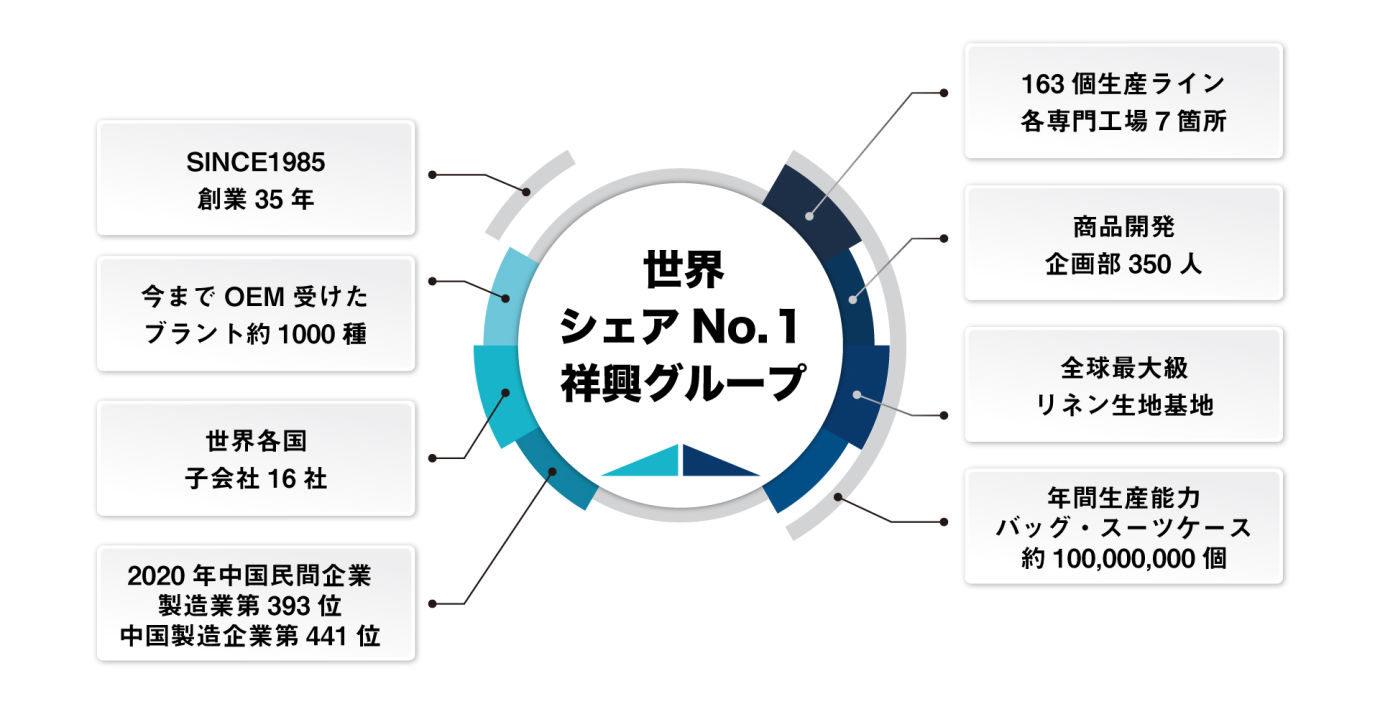 SINCE1985
創業 35 年
今まで OEM 受けた
ブラント約 1000 種
世界各国
子会社 16 社
2020 年中国民間企業
製造業第 393 位
中国製造企業第 441 位
世界
シェア No.1
祥興グループ
163 個生産ライン
各専門工場 7 箇所
商品開発
企画部 350 人
全球最大級
リネン生地基地
年間生産能力
バッグ・スーツケース
約 100,000,000 個